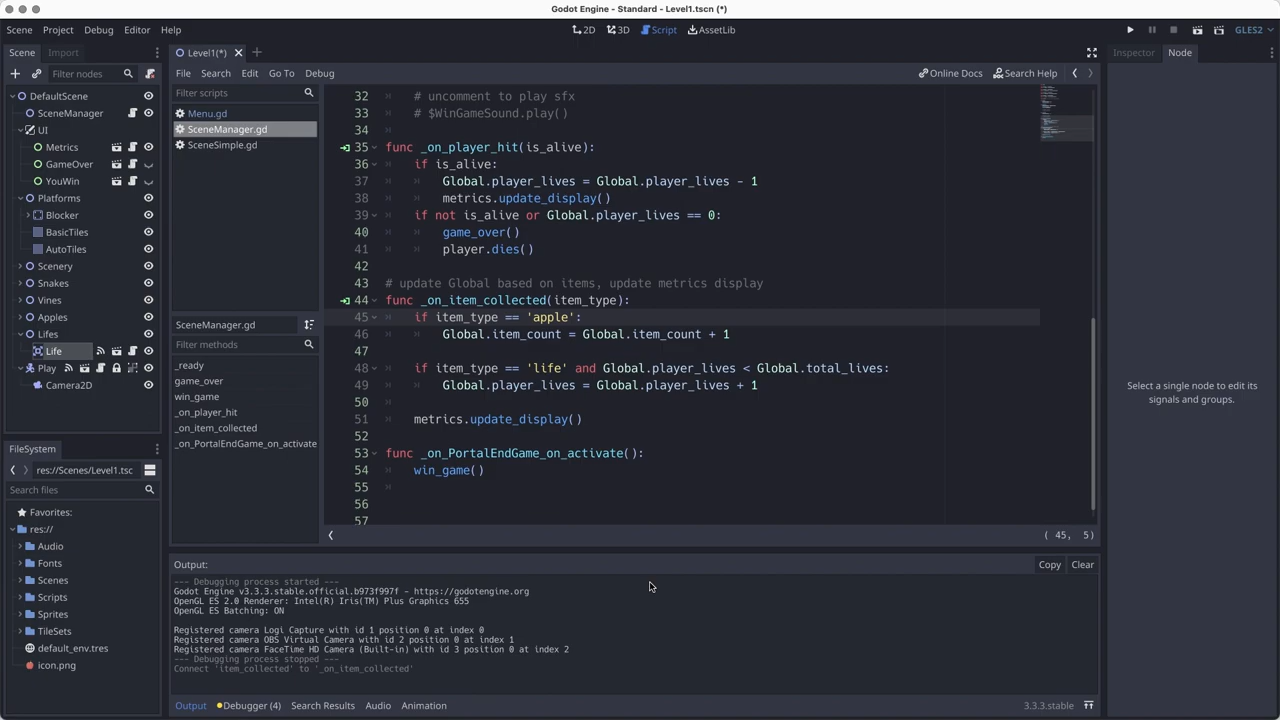 Godot Engine - Standard - Level1.tscn (*)
Scene Project Debug Editor Help
2D 3D Script AssetLib
GLES2
Scene Import
Filter nodes
DefaultScene
SceneManager
UI
Metrics
GameOver
YouWin
Platforms
Blocker
BasicTiles
AutoTiles
Scenery
Snakes
Vines
Apples
Lifes
Life
Play
Camera2D
FileSystem
res://Scenes/Level1.tsc
Search files
Favorites:
res://
Audio
Fonts
Scenes
Scripts
Sprites
TileSets
default_env.tres
icon.png
Level1(*)
File Search Edit Go To Debug
Online Docs Search Help
Filter scripts
Menu.gd
SceneManager.gd
SceneSimple.gd
SceneManager.gd
Filter methods
_ready
game_over
win_game
_on_player_hit
_on_item_collected
_on_PortalEndGame_on_activate
32 # uncomment to play sfx
33 # $WinGameSound.play()
34
35 func _on_player_hit(is_alive):
36 if is_alive:
37 Global.player_lives = Global.player_lives - 1
38 metrics.update_display()
39 if not is_alive or Global.player_lives == 0:
40 game_over()
41 player.dies()
42
43 # update Global based on items, update metrics display
44 func _on_item_collected(item_type):
45 if item_type == 'apple':
46 Global.item_count = Global.item_count + 1
47
48 if item_type == 'life' and Global.player_lives < Global.total_lives:
49 Global.player_lives = Global.player_lives + 1
50
51 metrics.update_display()
52
53 func _on_PortalEndGame_on_activate():
54 win_game()
55
56
57
( 45, 5)
Output:
Copy Clear
--- Debugging process started ---
Godot Engine v3.3.3.stable.official.b973f997f - https://godotengine.org
OpenGL ES 2.0 Renderer: Intel(R) Iris(TM) Plus Graphics 655
OpenGL ES Batching: ON
Registered camera Logi Capture with id 1 position 0 at index 0
Registered camera OBS Virtual Camera with id 2 position 0 at index 1
Registered camera FaceTime HD Camera (Built-in) with id 3 position 0 at index 2
--- Debugging process stopped ---
Connect 'item_collected' to '_on_item_collected'
Output Debugger (4) Search Results Audio Animation
3.3.3.stable
Inspector Node
Select a single node to edit its
signals and groups.